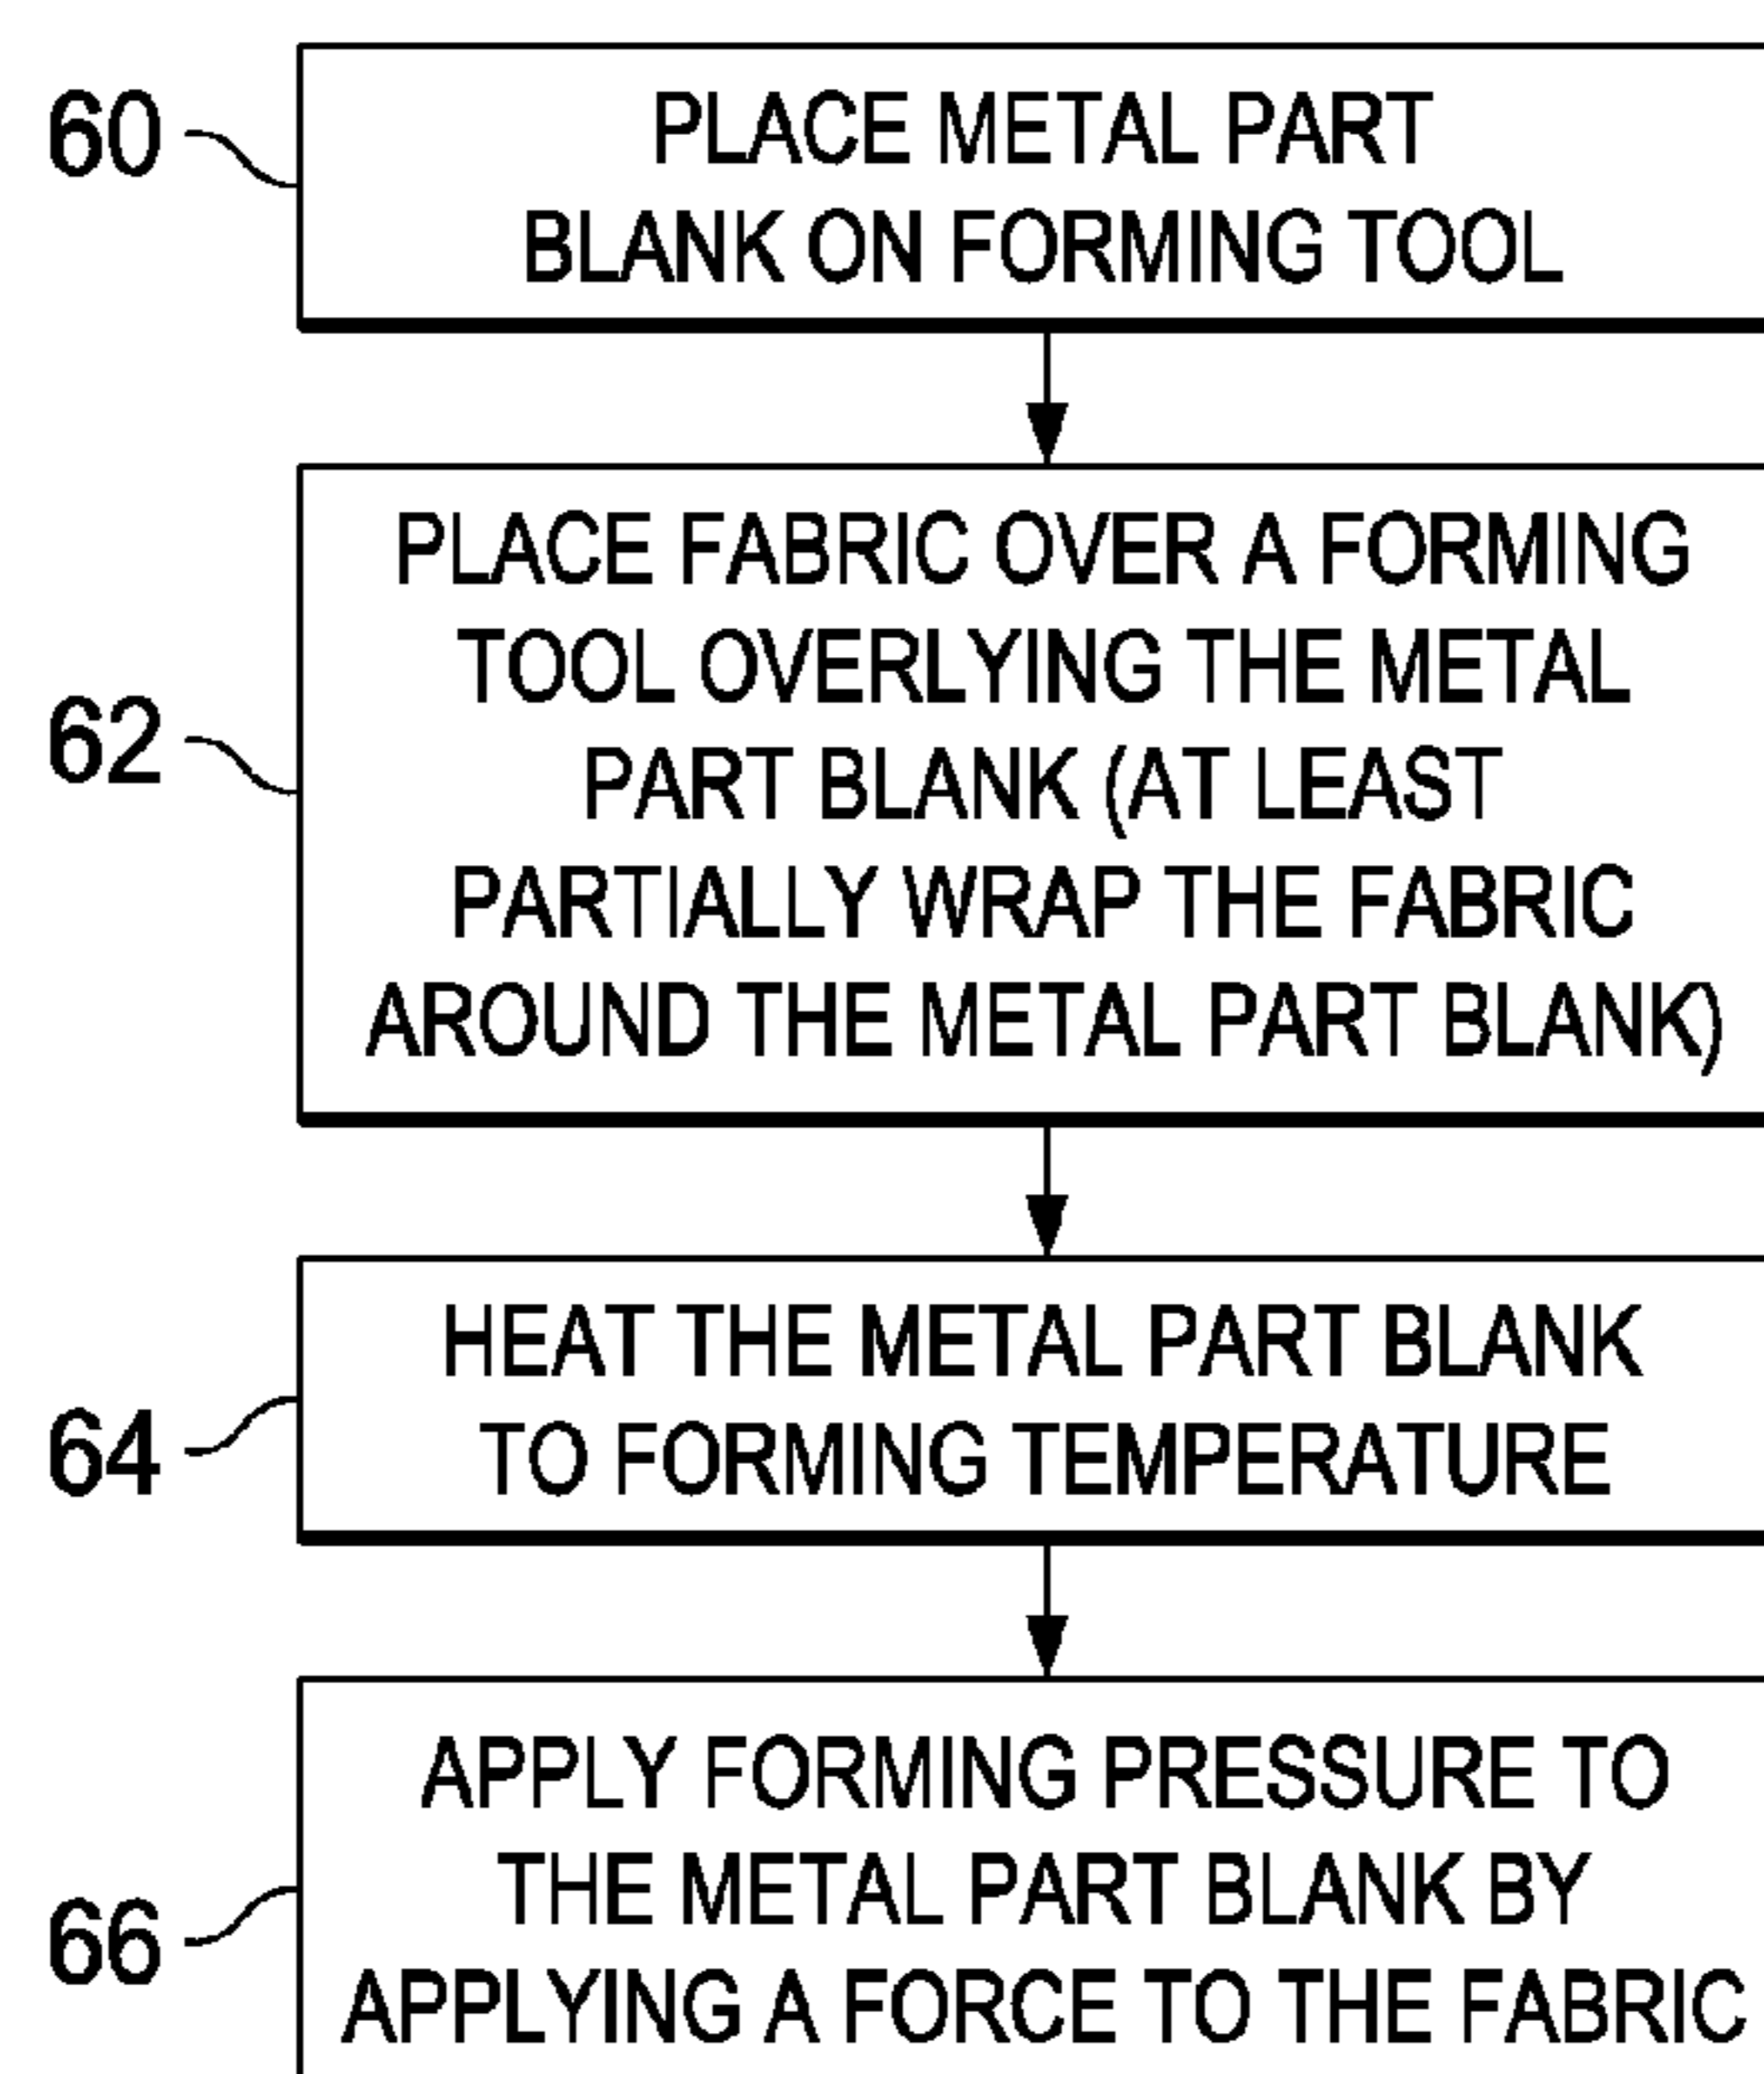 60
PLACE METAL PART
BLANK ON FORMING TOOL
62
PLACE FABRIC OVER A FORMING
TOOL OVERLYING THE METAL
PART BLANK (AT LEAST
PARTIALLY WRAP THE FABRIC
AROUND THE METAL PART BLANK)
64
HEAT THE METAL PART BLANK
TO FORMING TEMPERATURE
66
APPLY FORMING PRESSURE TO
THE METAL PART BLANK BY
APPLYING A FORCE TO THE FABRIC